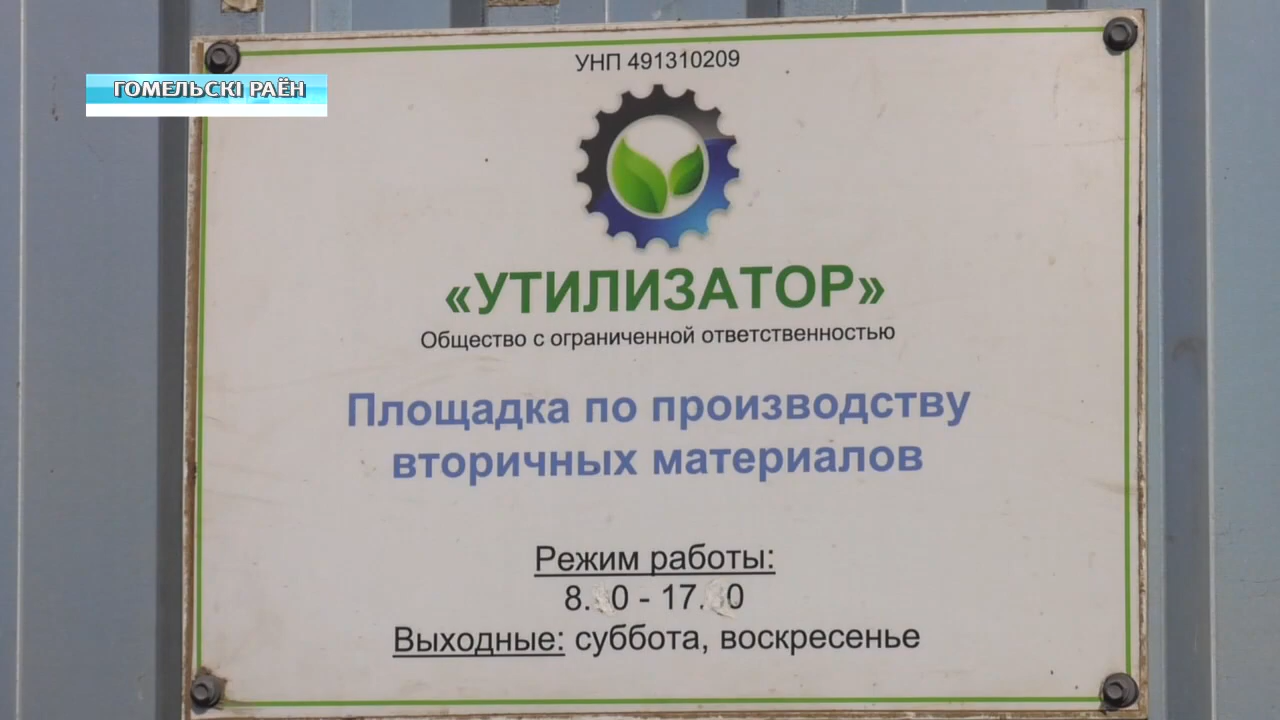 УНП 491310209
ГОМЕЛЬСКІ РАЁН
«УТИЛИЗАТОР»
Общество с ограниченной ответственностью
Площадка по производству
вторичных материалов
Режим работы:
Выходные: суббота, воскресенье